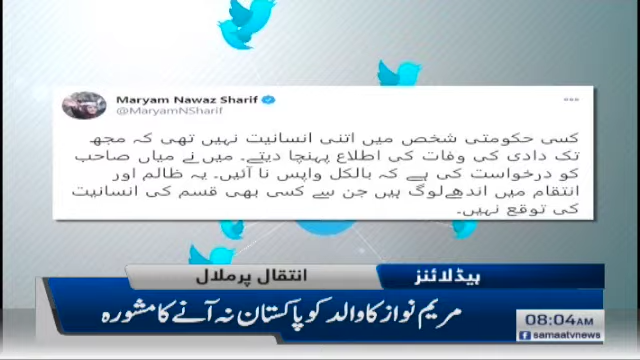 Maryam Nawaz Sharif
@MaryamNSharif
کسی حکومتی شخص میں اتنی انسانیت نہیں تھی کہ مجھ
تک دادی کی وفات کی اطلاع پہنچا دیتے۔ میں نے میاں صاحب
کو درخواست کی ہے کہ بالکل واپس نا آئیں۔ یہ ظالم اور
انتقام میں اندھےلوگ ہیں جن سے کسی بھی قسم کی انسانیت
کی توقع نہیں۔
ہیڈلائنز
انتقال پرملال
مریم نواز کا والد کو پاکستان نہ آنے کا مشورہ
08:04AM
samaatvnews